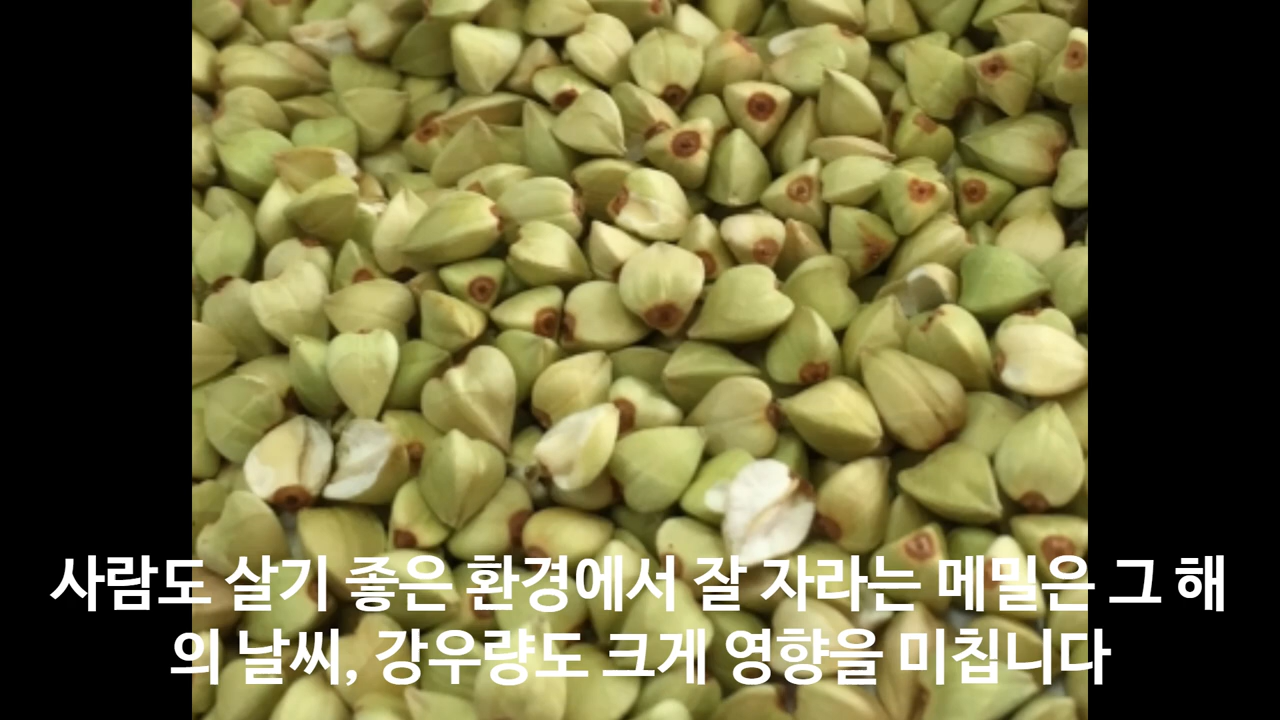 사람도 살기 좋은 환경에서 잘 자라는 메밀은 그 해
의 날씨, 강우량도 크게 영향을 미칩니다